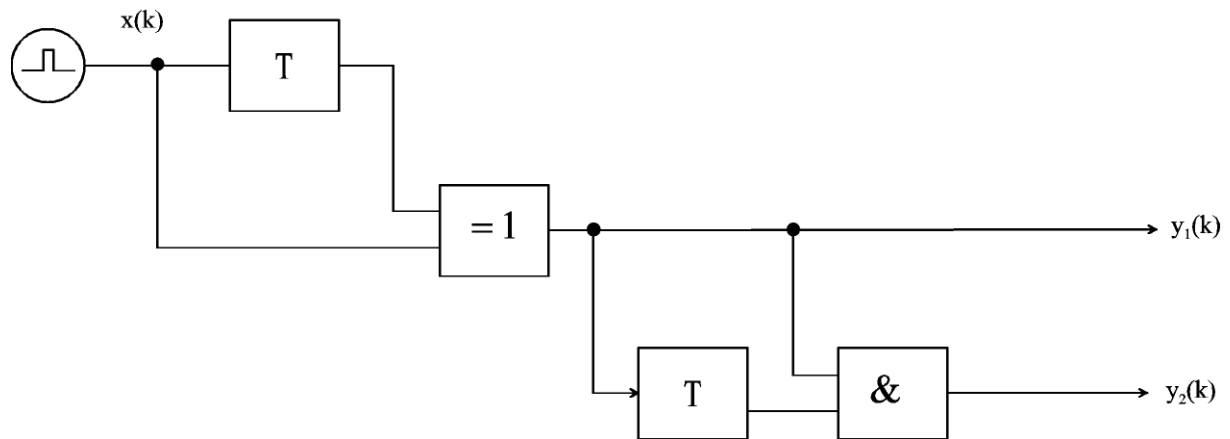 x(k)
T
= 1
y₁(k)
T
&
y₂(k)